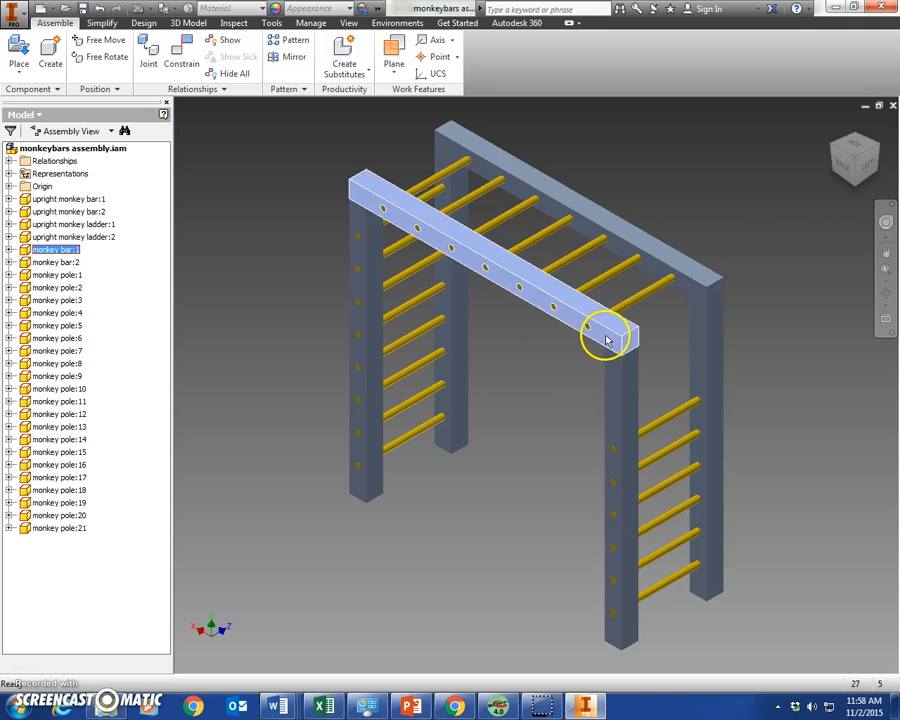 Material
Appearance
monkeybars as...
Type a keyword or phrase
Sign In
PRO
Assemble Simplify Design 3D Model Inspect Tools Manage View Environments Get Started Autodesk 360
Place
Create
Free Move
Free Rotate
Joint
Constrain
Show
Show Sick
Hide All
Pattern
Mirror
Create
Substitutes
Plane
Axis
Point
UCS
Component Position Relationships Pattern Productivity Work Features
Model
Assembly View
monkeybars assembly.iam
Relationships
Representations
Origin
upright monkey bar:1
upright monkey bar:2
upright monkey ladder:1
upright monkey ladder:2
monkey bar:1
monkey bar:2
monkey pole:1
monkey pole:2
monkey pole:3
monkey pole:4
monkey pole:5
monkey pole:6
monkey pole:7
monkey pole:8
monkey pole:9
monkey pole:10
monkey pole:11
monkey pole:12
monkey pole:13
monkey pole:14
monkey pole:15
monkey pole:16
monkey pole:17
monkey pole:18
monkey pole:19
monkey pole:20
monkey pole:21
BACK
LEFT
X
Y
Z
Ready
27 5
Recorded with
SCREENCAST O MATIC
11:58 AM
11/2/2015